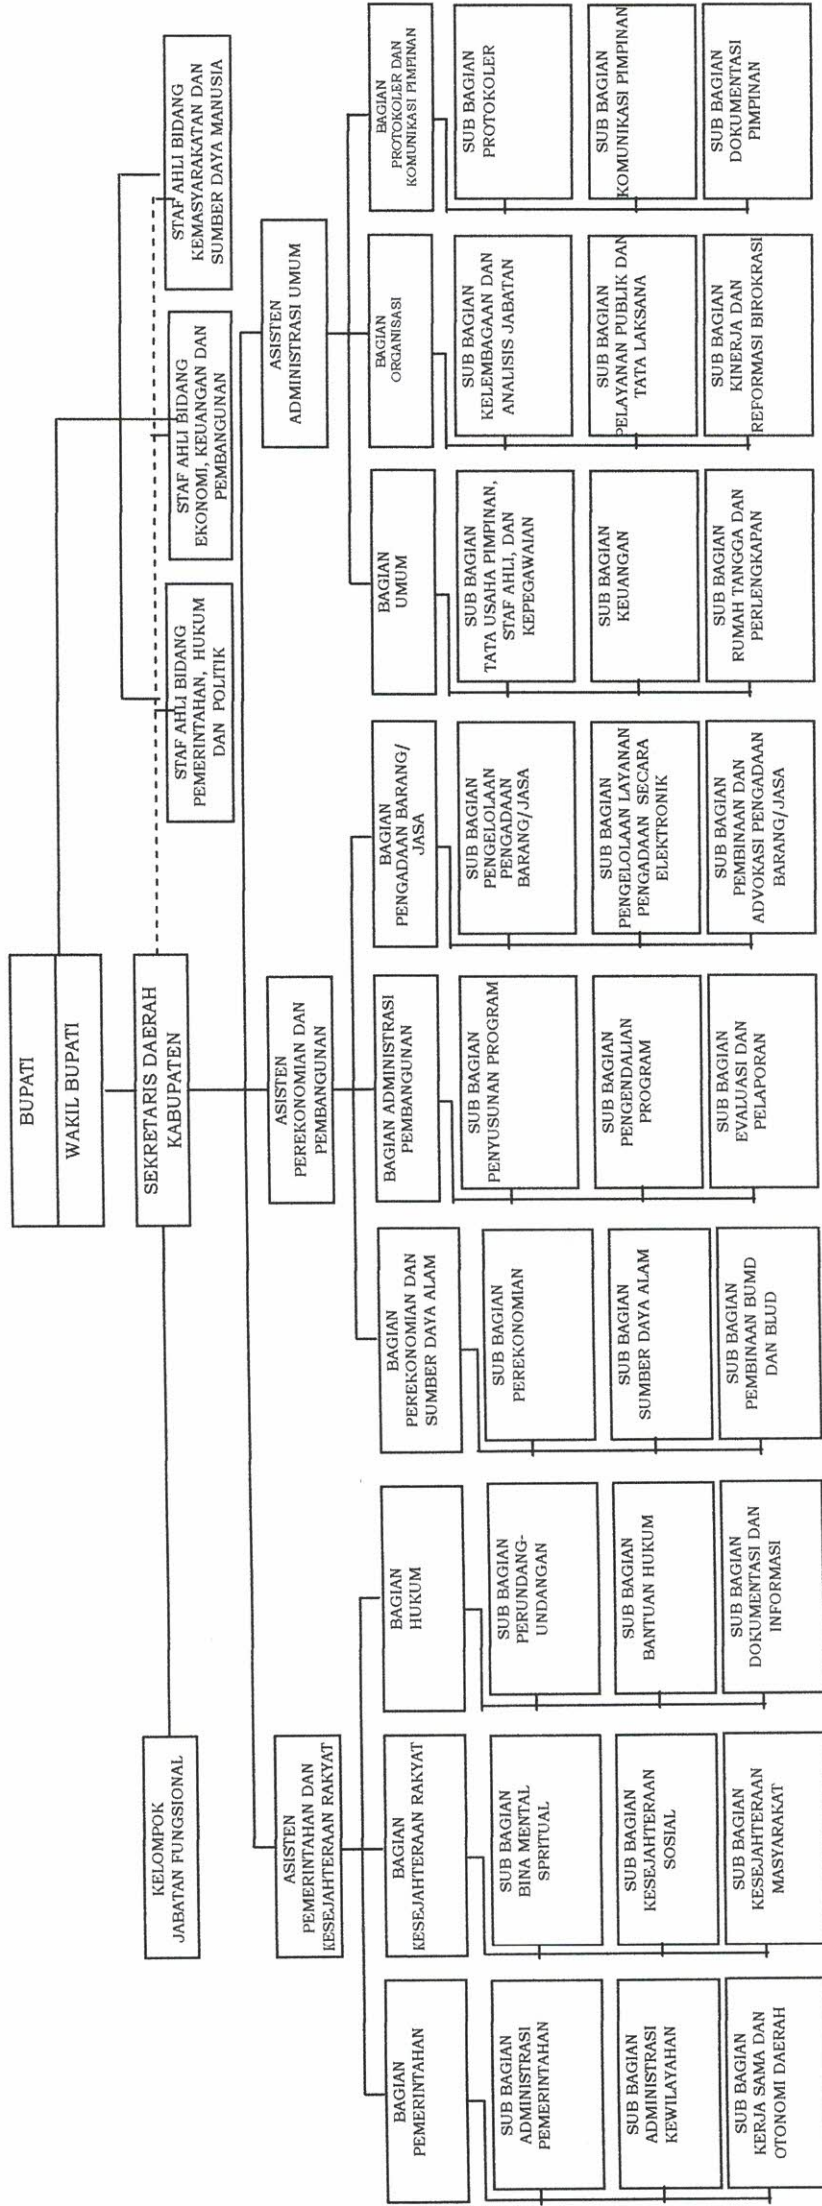 BUPATI
WAKIL BUPATI
SEKRETARIS DAERAH
KABUPATEN
KELOMPOK
JABATAN FUNGSIONAL
STAF AHLI BIDANG
PEMERINTAHAN, HUKUM
DAN POLITIK
STAF AHLI BIDANG
EKONOMI, KEUANGAN DAN
PEMBANGUNAN
STAF AHLI BIDANG
KEMASYARAKATAN DAN
SUMBER DAYA MANUSIA
ASISTEN
PEMERINTAHAN DAN
KESEJAHTERAAN RAKYAT
ASISTEN
PEREKONOMIAN DAN
PEMBANGUNAN
ASISTEN
ADMINISTRASI UMUM
BAGIAN
PEMERINTAHAN
BAGIAN
KESEJAHTERAAN RAKYAT
BAGIAN
HUKUM
BAGIAN
PEREKONOMIAN DAN
SUMBER DAYA ALAM
BAGIAN ADMINISTRASI
PEMBANGUNAN
BAGIAN
PENGADAAN BARANG/
JASA
BAGIAN
UMUM
BAGIAN
ORGANISASI
BAGIAN
PROTOKOLER DAN
KOMUNIKASI PIMPINAN
SUB BAGIAN
ADMINISTRASI
PEMERINTAHAN
SUB BAGIAN
BINA MENTAL
SPRITUAL
SUB BAGIAN
PERUNDANG-
UNDANGAN
SUB BAGIAN
PEREKONOMIAN
SUB BAGIAN
PENYUSUNAN PROGRAM
SUB BAGIAN
PENGELOLAAN
PENGADAAN
BARANG/JASA
SUB BAGIAN
TATA USAHA PIMPINAN,
STAF AHLI, DAN
KEPEGAWAIAN
SUB BAGIAN
KELEMBAGAAN DAN
ANALISIS JABATAN
SUB BAGIAN
PROTOKOLER
SUB BAGIAN
ADMINISTRASI
KEWILAYAHAN
SUB BAGIAN
KESEJAHTERAAN
SOSIAL
SUB BAGIAN
BANTUAN HUKUM
SUB BAGIAN
SUMBER DAYA ALAM
SUB BAGIAN
PENGENDALIAN
PROGRAM
SUB BAGIAN
PENGELOLAAN LAYANAN
PENGADAAN SECARA
ELEKTRONIK
SUB BAGIAN
KEUANGAN
SUB BAGIAN
PELAYANAN PUBLIK DAN
TATA LAKSANA
SUB BAGIAN
KOMUNIKASI PIMPINAN
SUB BAGIAN
KERJA SAMA DAN
OTONOMI DAERAH
SUB BAGIAN
KESEJAHTERAAN
MASYARAKAT
SUB BAGIAN
DOKUMENTASI DAN
INFORMASI
SUB BAGIAN
PEMBINAAN BUMD
DAN BLUD
SUB BAGIAN
EVALUASI DAN
PELAPORAN
SUB BAGIAN
PEMBINAAN DAN
ADVOKASI PENGADAAN
BARANG/JASA
SUB BAGIAN
RUMAH TANGGA DAN
PERLENGKAPAN
SUB BAGIAN
KINERJA DAN
REFORMASI BIROKRASI
SUB BAGIAN
DOKUMENTASI
PIMPINAN